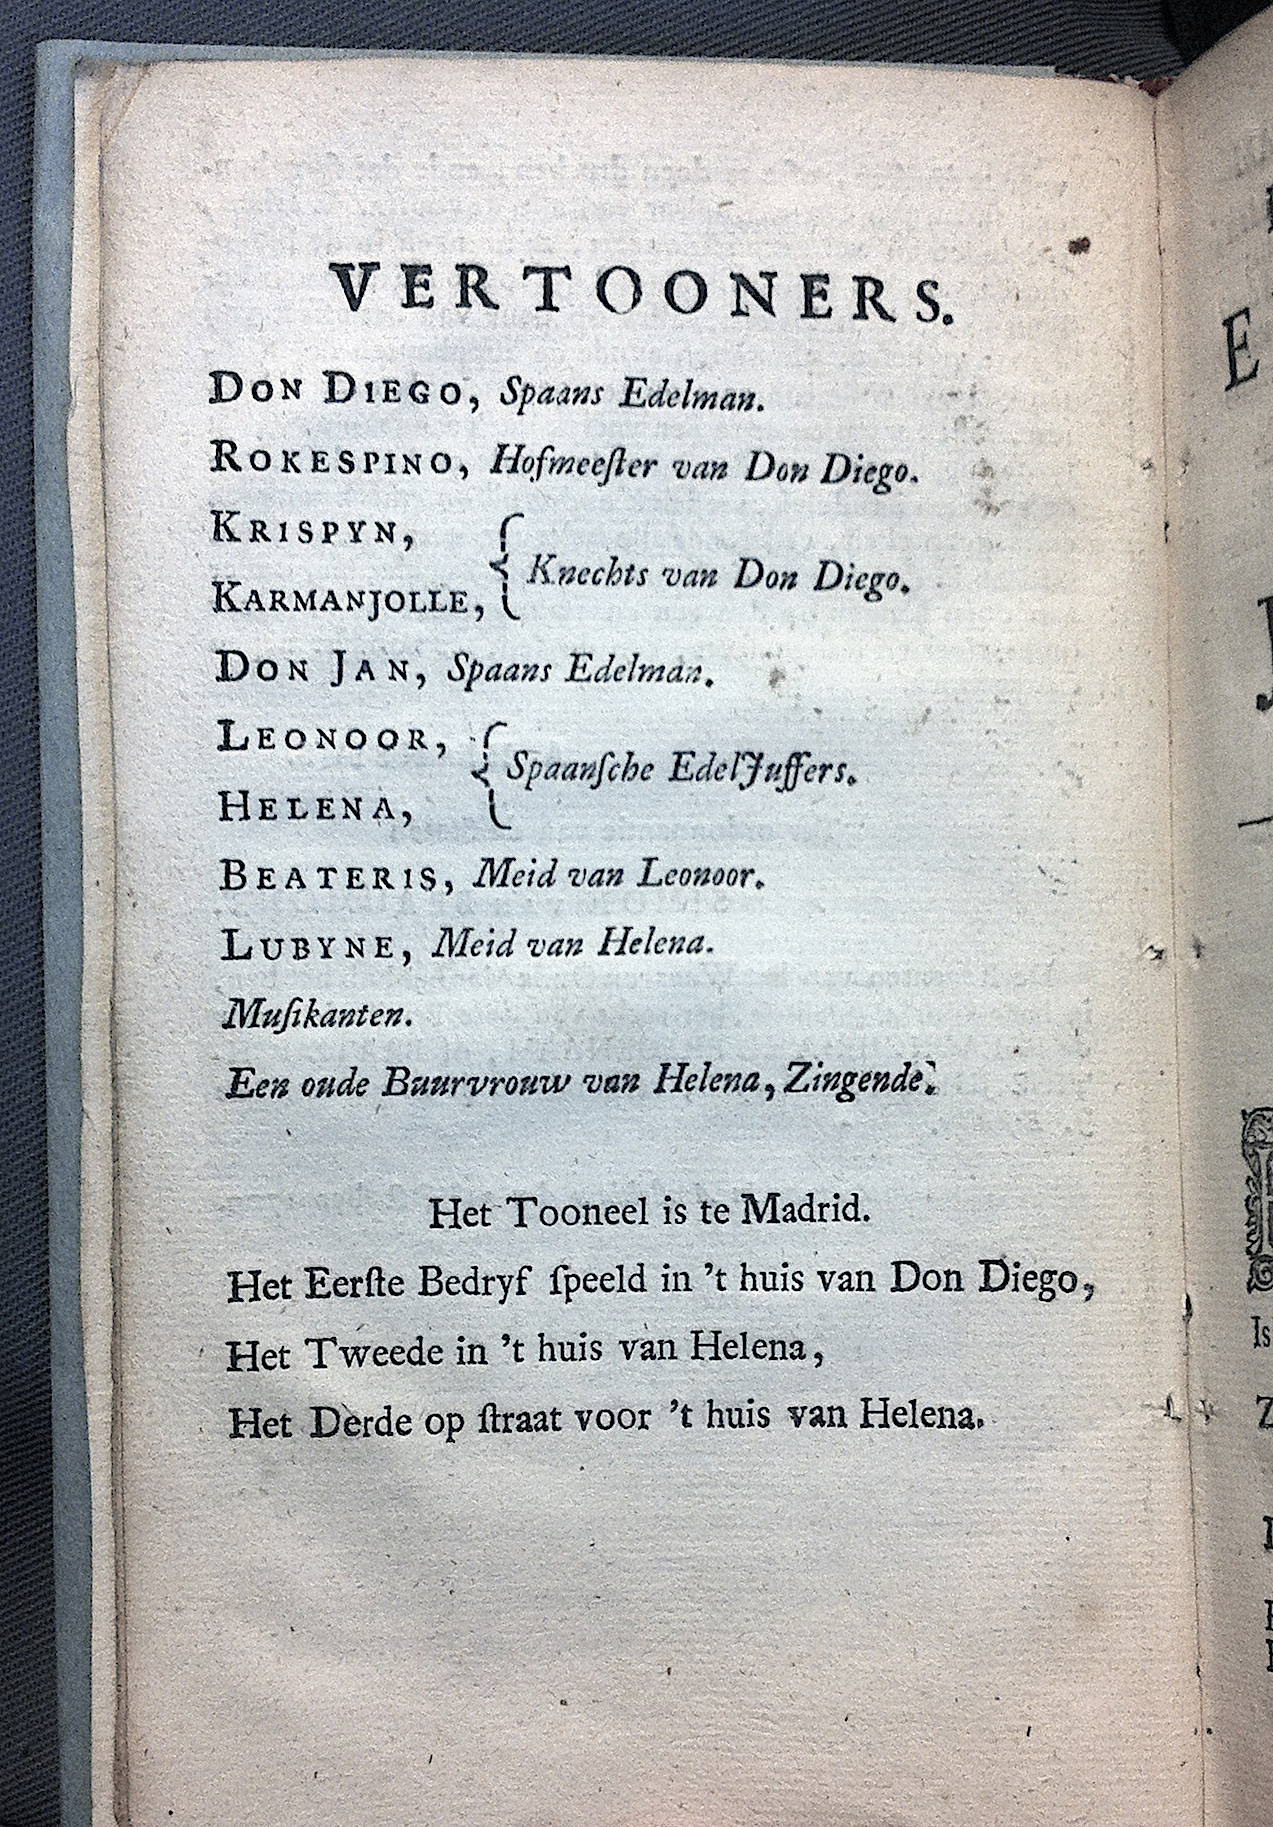 VERTOONERS.
DON DIEGO, Spaans Edelman.
ROKESPINO, Hofmeeſter van Don Diego.
KRISPYN,
Knechts van Don Diego.
KARMANJOLLE,
DON JAN, Spaans Edelman.
LEONOOR,
Spaanſche EdelJuffers.
HELENA,
BEATERIS, Meid van Leonoor.
LUBYNE, Meid van Helena.
Muſikanten.
Een oude Buurvrouw van Helena, Zingende.
Het Tooneel is te Madrid.
Het Eerſte Bedryf ſpeeld in 't huis van Don Diego,
Het Tweede in 't huis van Helena,
Het Derde op ſtraat voor 't huis van Helena.